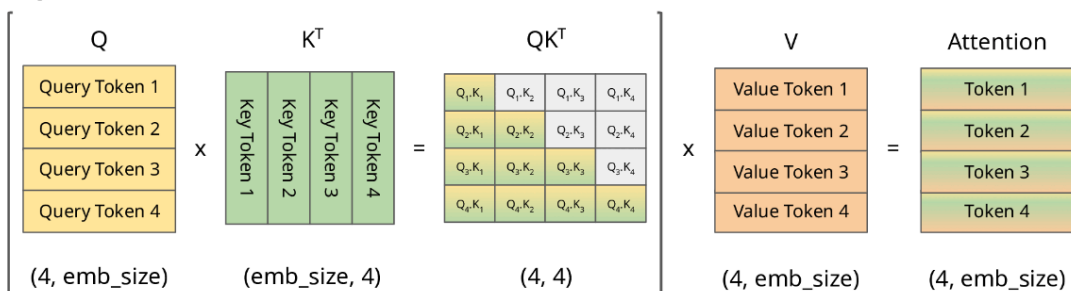 Q
K^T
QK^T
V
Attention
Query Token 1
Query Token 2
Query Token 3
Query Token 4
x
Key Token 1
Key Token 2
Key Token 3
Key Token 4
=
Q₁.K₁ Q₁.K₂ Q₁.K₃ Q₁.K₄
Q₂.K₁ Q₂.K₂ Q₂.K₃ Q₂.K₄
Q₃.K₁ Q₃.K₂ Q₃.K₃ Q₃.K₄
Q₄.K₁ Q₄.K₂ Q₄.K₃ Q₄.K₄
x
Value Token 1
Value Token 2
Value Token 3
Value Token 4
=
Token 1
Token 2
Token 3
Token 4
(4, emb_size)
(emb_size, 4)
(4, 4)
(4, emb_size)
(4, emb_size)